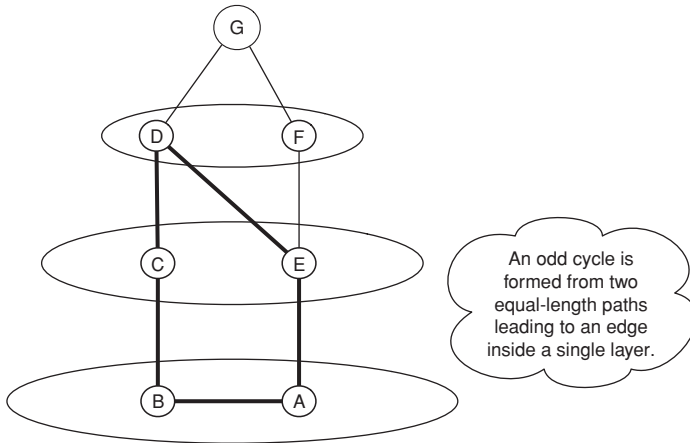 G
D
F
C
E
An odd cycle is
formed from two
equal-length paths
leading to an edge
inside a single layer.
B
A